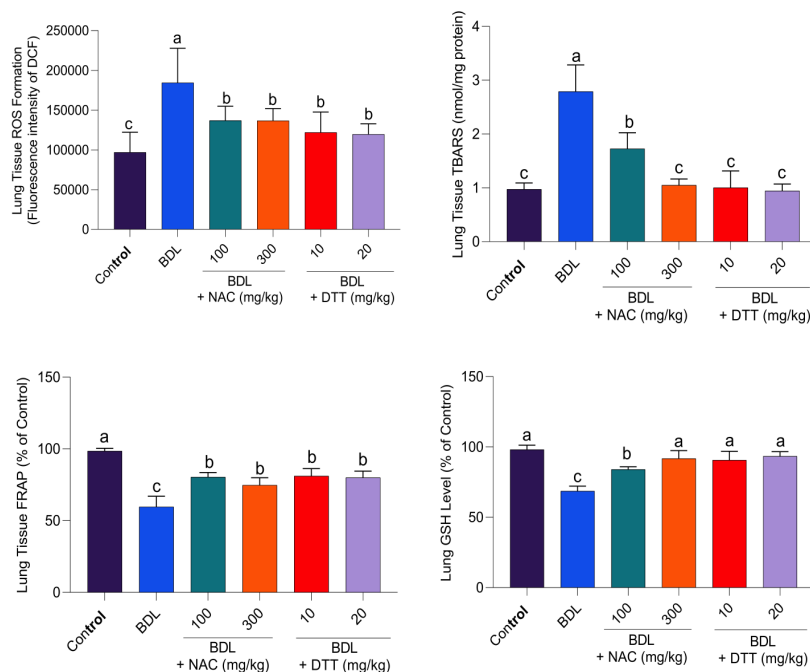 Lung Tissue ROS Formation
(Fluorescence intensity of DCF)
250000
200000
150000
100000
50000
0
c
a
b
b
b
b
Control
BDL
100
300
10
20
BDL
+ NAC (mg/kg)
BDL
+ DTT (mg/kg)
Lung Tissue TBARS (nmol/mg protein)
4
3
2
1
0
c
a
b
c
c
c
Control
BDL
100
300
10
20
BDL
+ NAC (mg/kg)
BDL
+ DTT (mg/kg)
Lung Tissue FRAP (% of Control)
150
100
50
0
a
c
b
b
b
b
Control
BDL
100
300
10
20
BDL
+ NAC (mg/kg)
BDL
+ DTT (mg/kg)
Lung GSH Level (% of Control)
150
100
50
0
a
c
b
a
a
a
Control
BDL
100
300
10
20
BDL
+ NAC (mg/kg)
BDL
+ DTT (mg/kg)